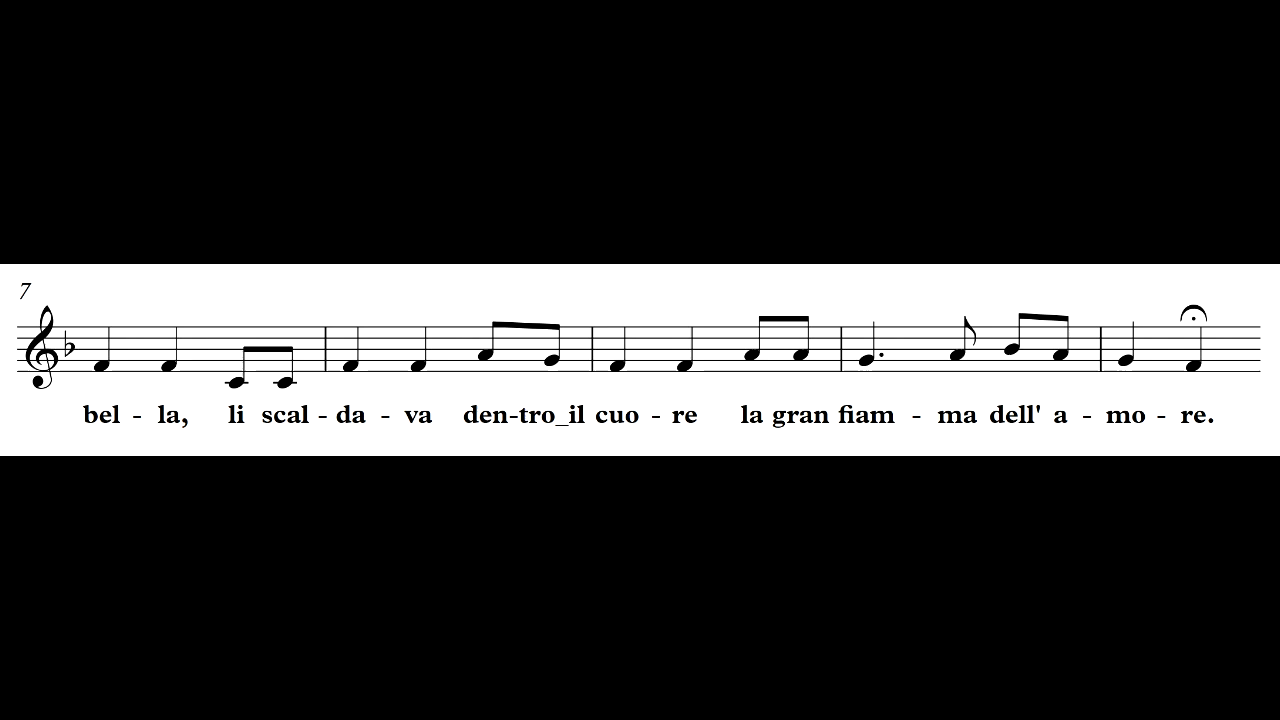 7
bel - la, li scal - da - va den-tro_il cuo - re la gran fiam - ma dell' a - mo - re.